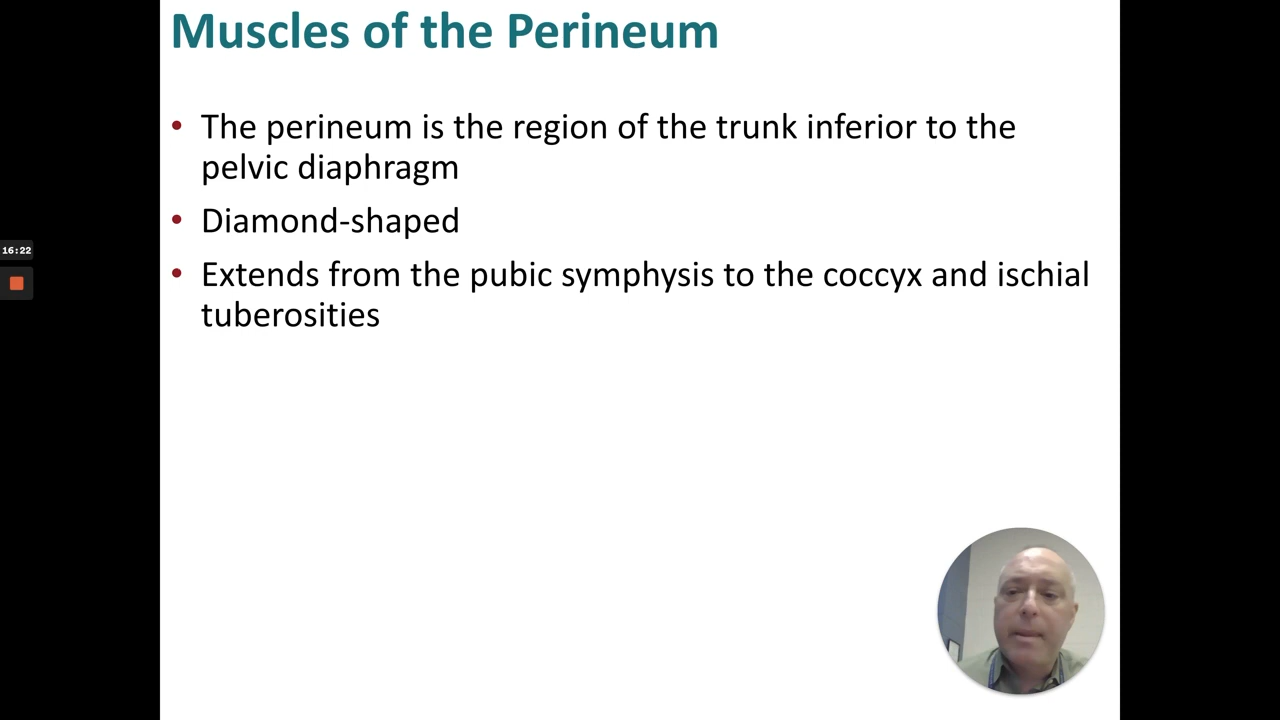 Muscles of the Perineum
• The perineum is the region of the trunk inferior to the
pelvic diaphragm
• Diamond-shaped
• Extends from the pubic symphysis to the coccyx and ischial
tuberosities
16:22